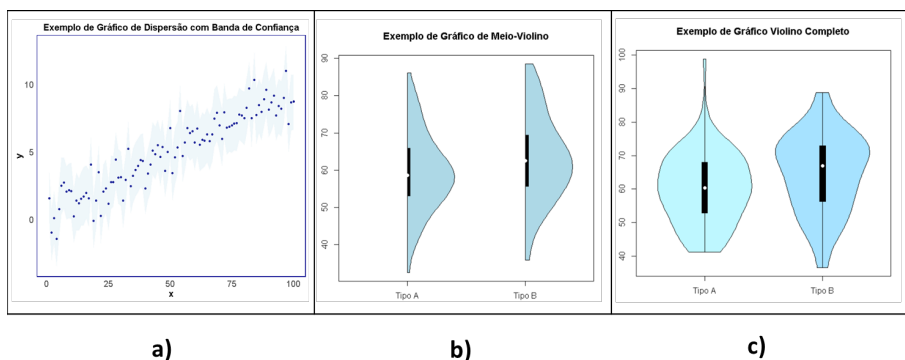 Exemplo de Gráfico de Dispersão com Banda de Confiança
10
5
0
y
0 25 50 75 100
x
Exemplo de Gráfico de Meio-Violino
90
80
70
60
50
40
Tipo A Tipo B
Exemplo de Gráfico Violino Completo
100
90
80
70
60
50
40
Tipo A Tipo B
a) b) c)